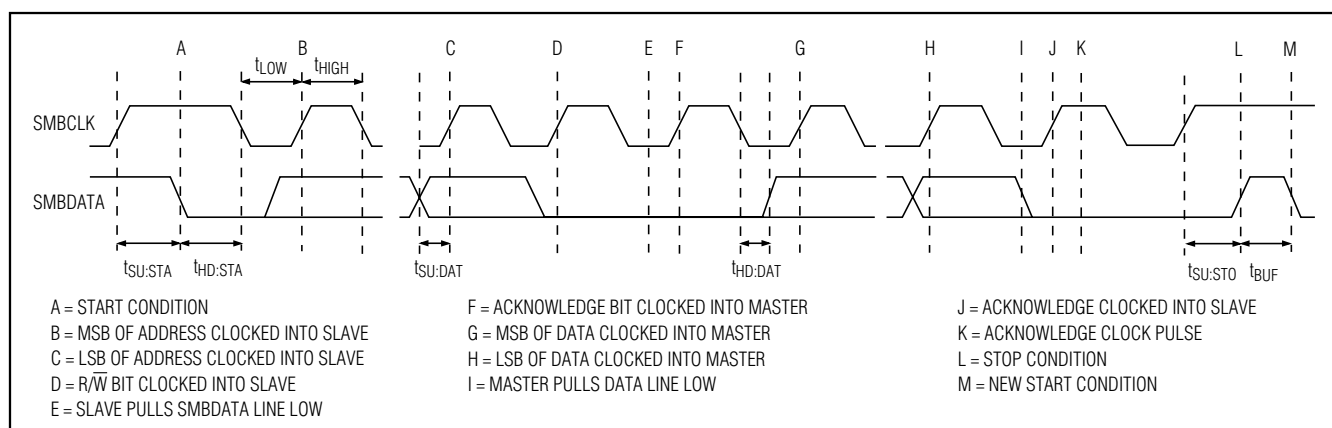 A B C D E F G H I J K L M
tLOW tHIGH
SMBCLK
SMBDATA
tSU:STA tHD:STA tSU:DAT tHD:DAT tSU:STO tBUF
A = START CONDITION
B = MSB OF ADDRESS CLOCKED INTO SLAVE
C = LSB OF ADDRESS CLOCKED INTO SLAVE
D = R/W̅ BIT CLOCKED INTO SLAVE
E = SLAVE PULLS SMBDATA LINE LOW
F = ACKNOWLEDGE BIT CLOCKED INTO MASTER
G = MSB OF DATA CLOCKED INTO MASTER
H = LSB OF DATA CLOCKED INTO MASTER
I = MASTER PULLS DATA LINE LOW
J = ACKNOWLEDGE CLOCKED INTO SLAVE
K = ACKNOWLEDGE CLOCK PULSE
L = STOP CONDITION
M = NEW START CONDITION